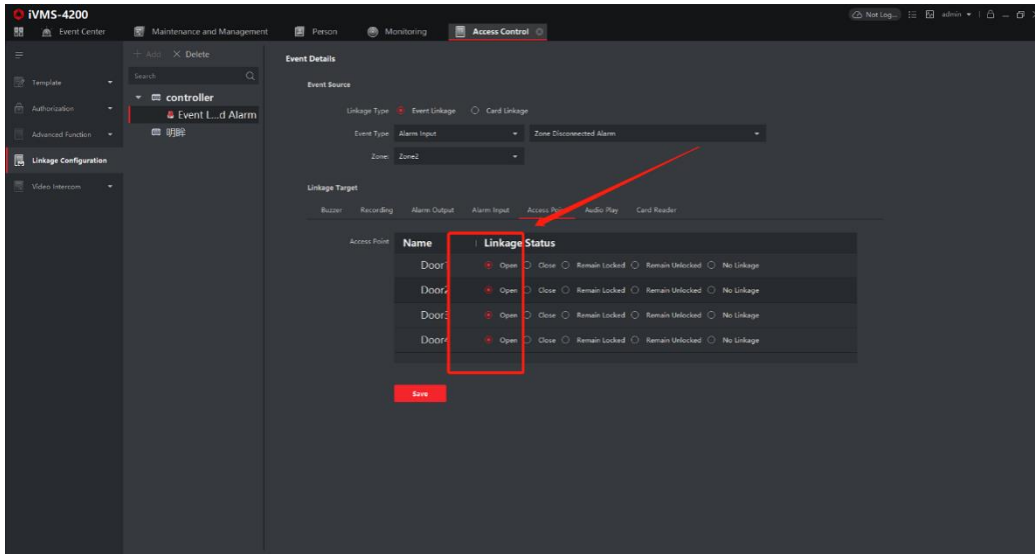 iVMS-4200
Not Log... admin
Event Center Maintenance and Management Person Monitoring Access Control
Add Delete
Search
Template
Authorization
Advanced Function
Linkage Configuration
Video Intercom
controller
Event L...d Alarm
明眸
Event Details
Event Source
Linkage Type Event Linkage Card Linkage
Event Type Alarm Input Zone Disconnected Alarm
Zone: Zone2
Linkage Target
Buzzer Recording Alarm Output Alarm Input Access Point Audio Play Card Reader
Access Point Name Linkage Status
Door1 Open Close Remain Locked Remain Unlocked No Linkage
Door2 Open Close Remain Locked Remain Unlocked No Linkage
Door3 Open Close Remain Locked Remain Unlocked No Linkage
Door4 Open Close Remain Locked Remain Unlocked No Linkage
Save